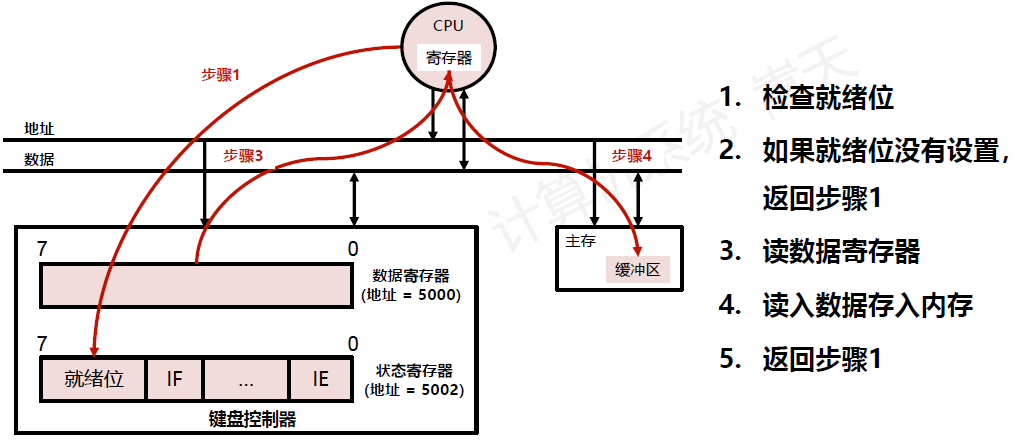 CPU
寄存器
步骤1
地址
数据
步骤3
步骤4
7
0
数据寄存器
(地址 = 5000)
7
0
就绪位
IF
...
IE
状态寄存器
(地址 = 5002)
键盘控制器
主存
缓冲区
1. 检查就绪位
2. 如果就绪位没有设置，
返回步骤1
3. 读数据寄存器
4. 读入数据存入内存
5. 返回步骤1
计算机系统 嵩天